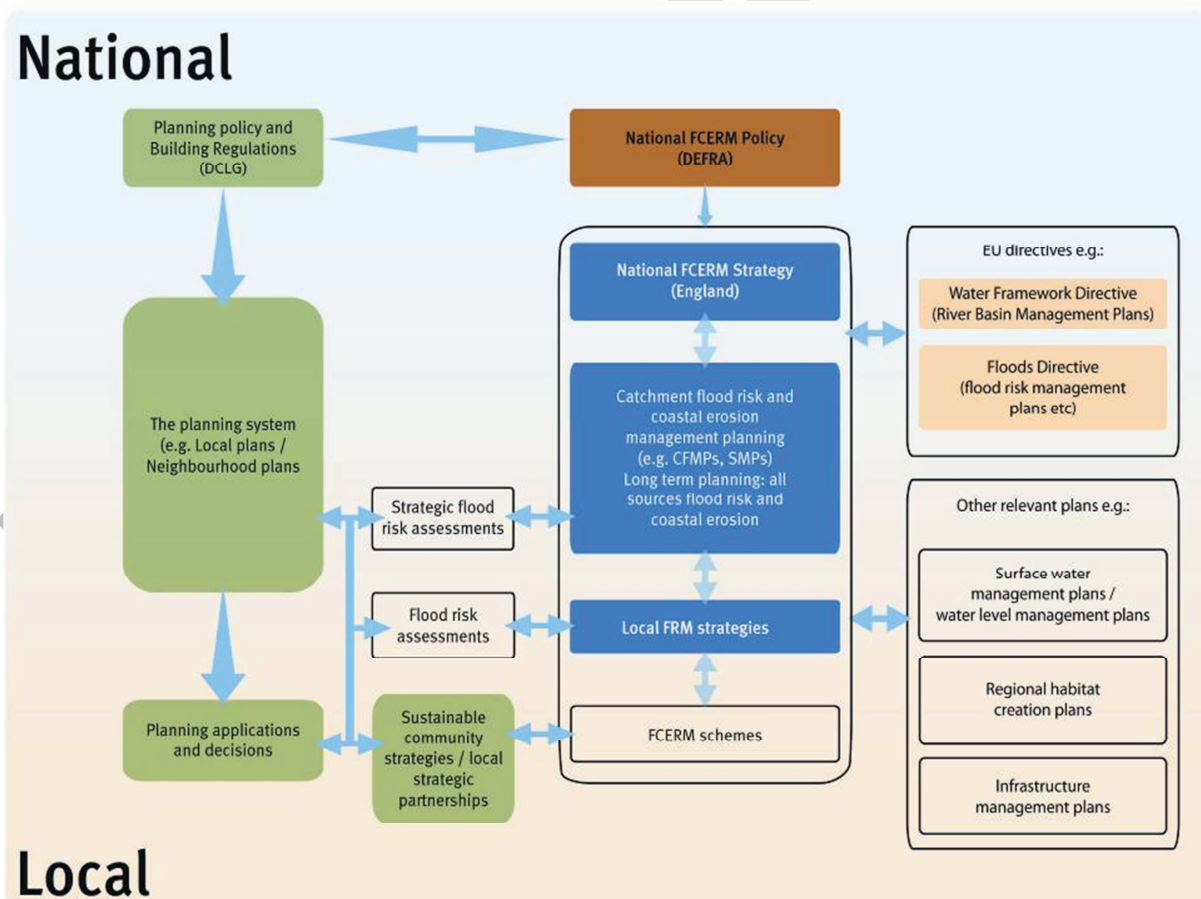 National
Planning policy and
Building Regulations
(DCLG)
National FCERM Policy
(DEFRA)
National FCERM Strategy
(England)
EU directives e.g.:
Water Framework Directive
(River Basin Management Plans)
Floods Directive
(flood risk management
plans etc)
The planning system
(e.g. Local plans /
Neighbourhood plans
Catchment flood risk and
coastal erosion
management planning
(e.g. CFMPs, SMPs)
Long term planning: all
sources flood risk and
coastal erosion
Strategic flood
risk assessments
Other relevant plans e.g.:
Surface water
management plans /
water level management plans
Flood risk
assessments
Local FRM strategies
Regional habitat
creation plans
Planning applications
and decisions
Sustainable
community
strategies / local
strategic
partnerships
FCERM schemes
Infrastructure
management plans
Local